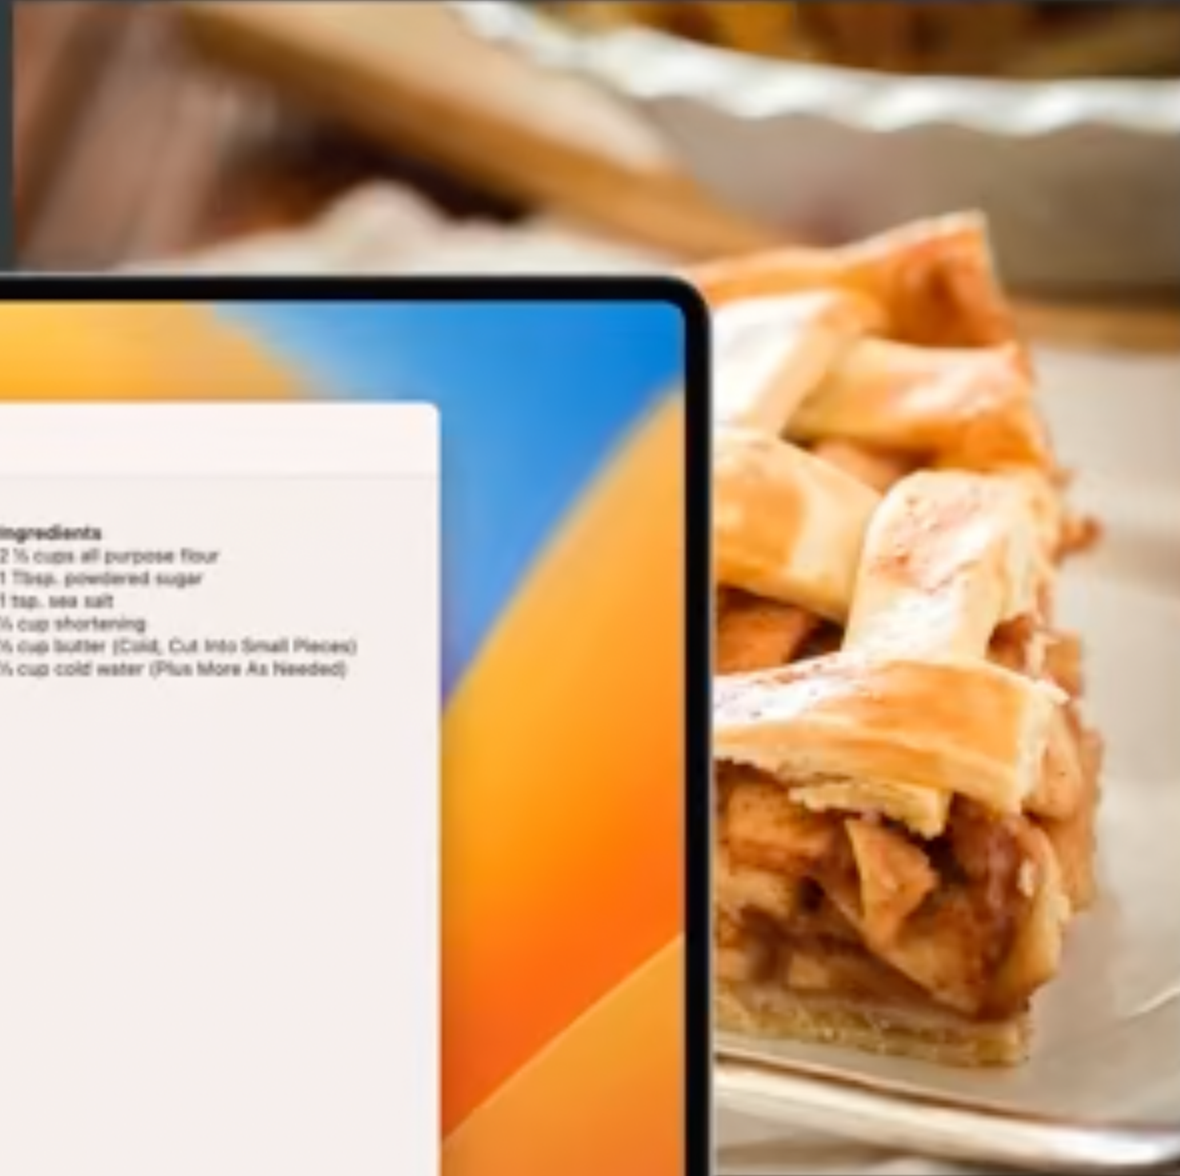 Ingredients
2 ½ cups all purpose flour
1 Tbsp. powdered sugar
1 tsp. sea salt
cup shortening
cup butter (Cold, Cut Into Small Pieces)
cup cold water (Plus More As Needed)